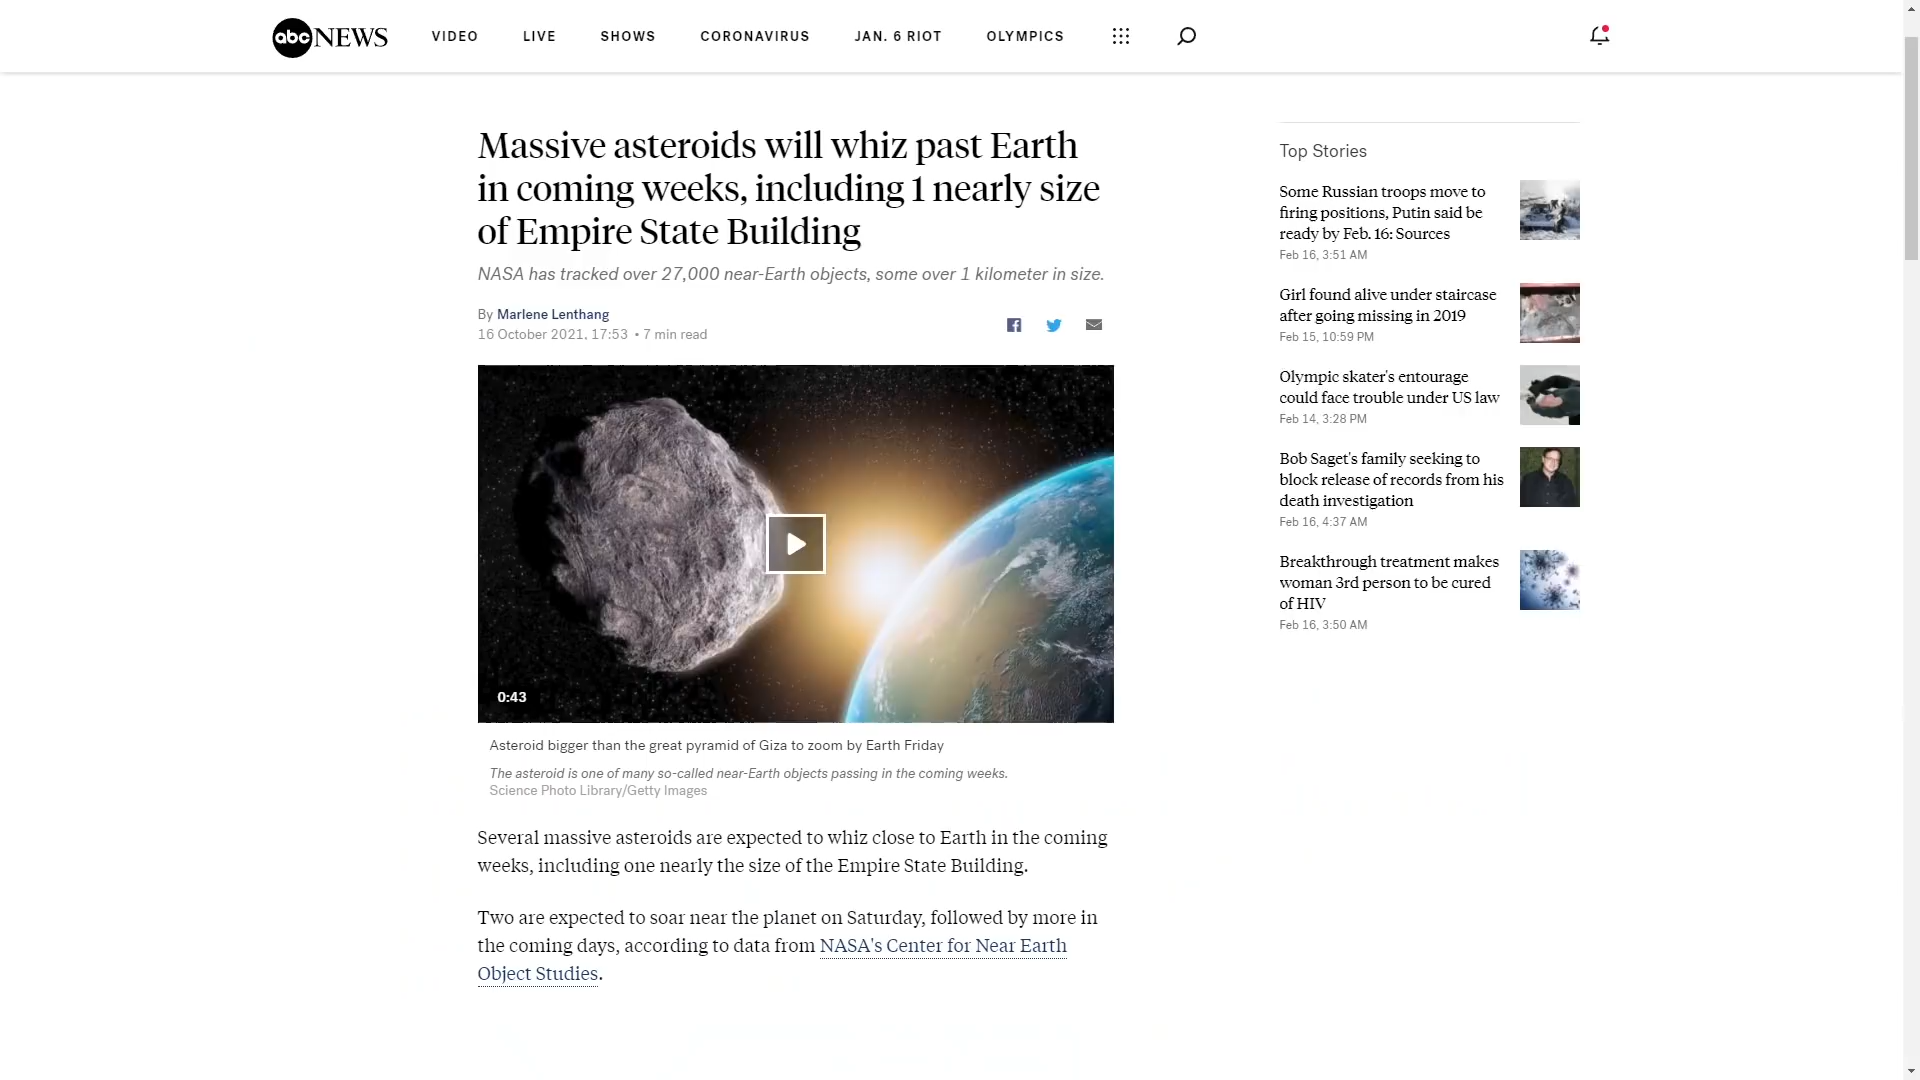 abc NEWS
VIDEO
LIVE
SHOWS
CORONAVIRUS
JAN. 6 RIOT
OLYMPICS
Massive asteroids will whiz past Earth
in coming weeks, including 1 nearly size
of Empire State Building
NASA has tracked over 27,000 near-Earth objects, some over 1 kilometer in size.
By Marlene Lenthang
16 October 2021, 17:53 • 7 min read
0:43
Asteroid bigger than the great pyramid of Giza to zoom by Earth Friday
The asteroid is one of many so-called near-Earth objects passing in the coming weeks.
Science Photo Library/Getty Images
Several massive asteroids are expected to whiz close to Earth in the coming
weeks, including one nearly the size of the Empire State Building.
Two are expected to soar near the planet on Saturday, followed by more in
the coming days, according to data from NASA's Center for Near Earth
Object Studies.
Top Stories
Some Russian troops move to
firing positions, Putin said be
ready by Feb. 16: Sources
Feb 16, 3:51 AM
Girl found alive under staircase
after going missing in 2019
Feb 15, 10:59 PM
Olympic skater's entourage
could face trouble under US law
Feb 14, 3:28 PM
Bob Saget's family seeking to
block release of records from his
death investigation
Feb 16, 4:37 AM
Breakthrough treatment makes
woman 3rd person to be cured
of HIV
Feb 16, 3:50 AM